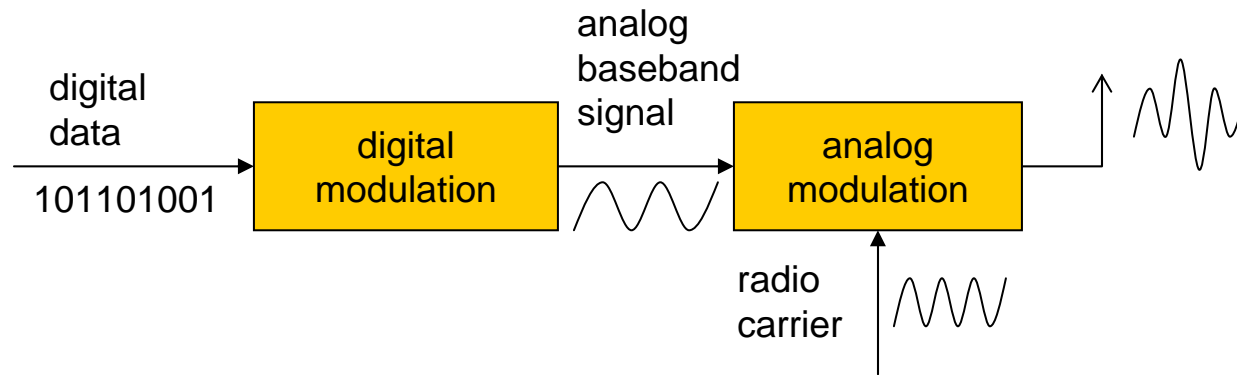 digital
data
101101001
digital
modulation
analog
baseband
signal
analog
modulation
radio
carrier